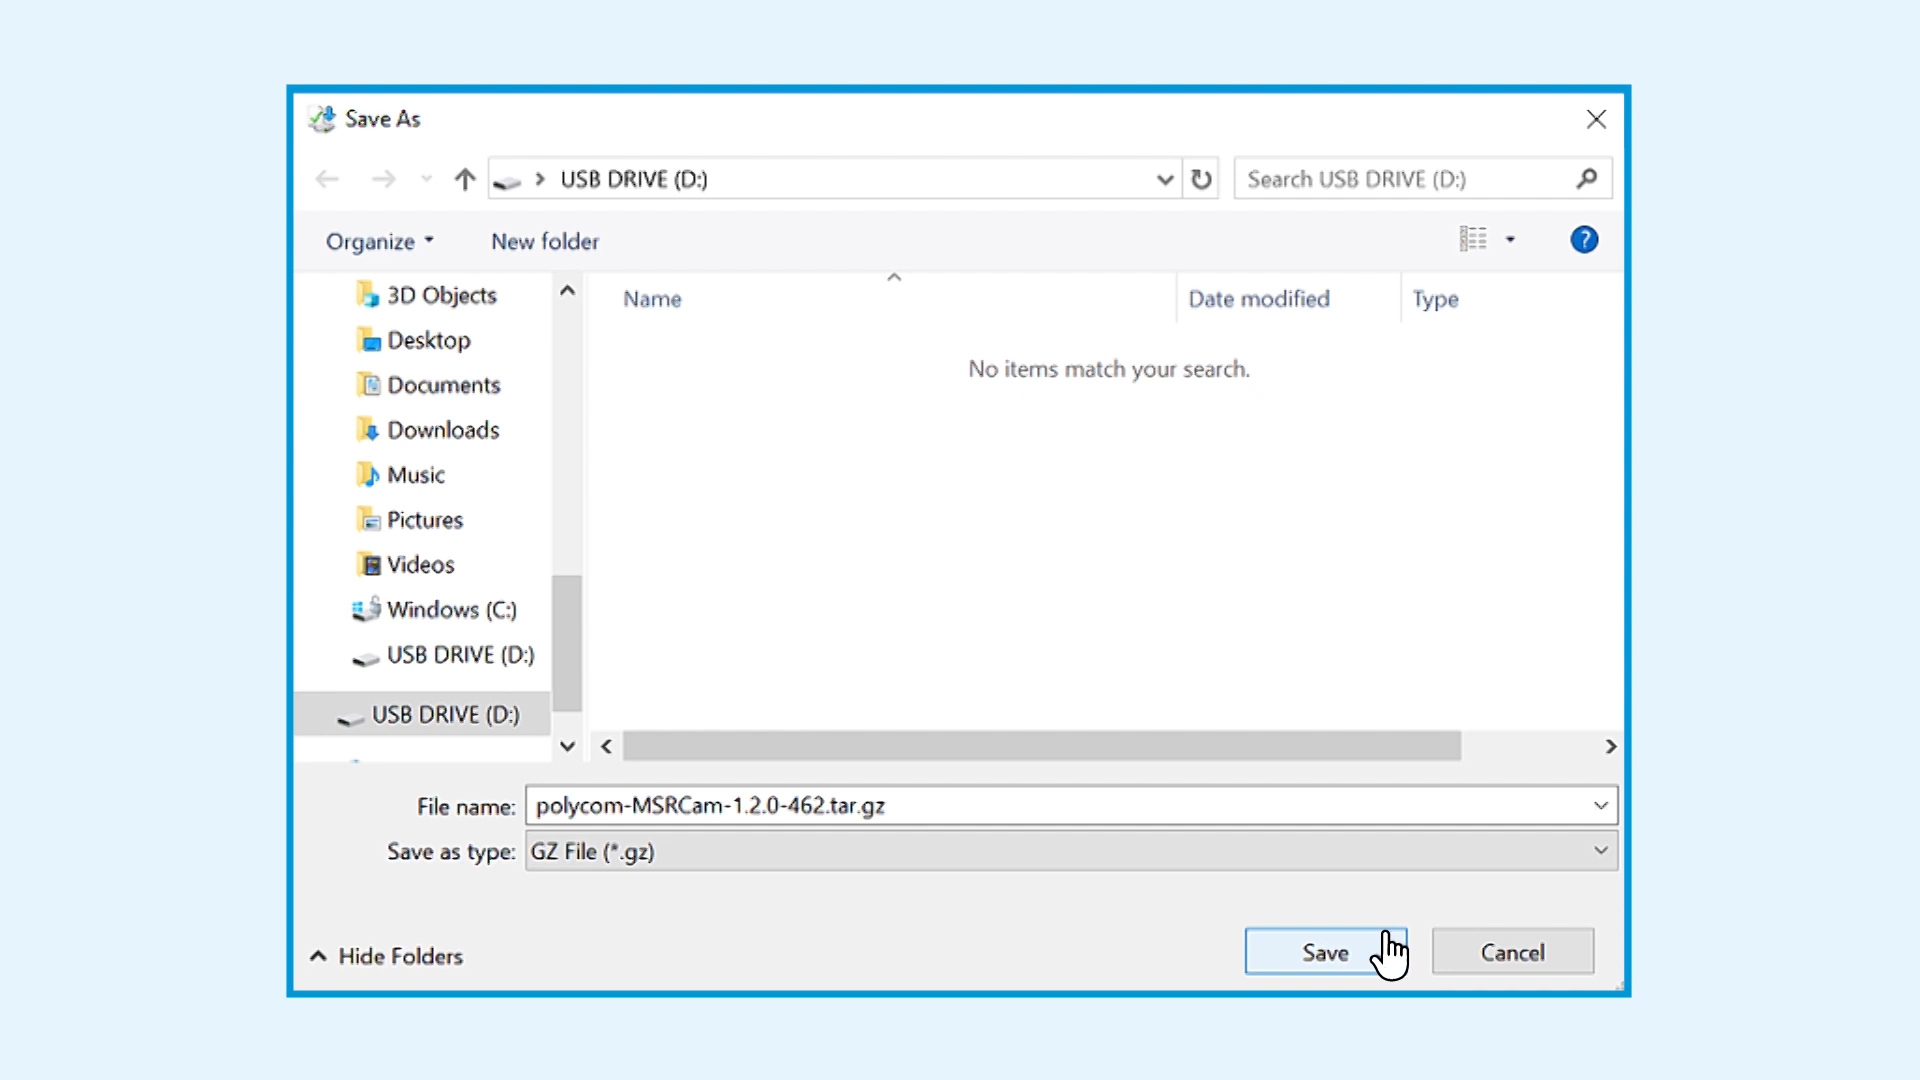 Save As
USB DRIVE (D:)
Search USB DRIVE (D:)
Organize
New folder
?
3D Objects
Desktop
Documents
Downloads
Music
Pictures
Videos
Windows (C:)
USB DRIVE (D:)
USB DRIVE (D:)
Name
Date modified
Type
No items match your search.
File name: polycom-MSRCam-1.2.0-462.tar.gz
Save as type: GZ File (*.gz)
Hide Folders
Save
Cancel